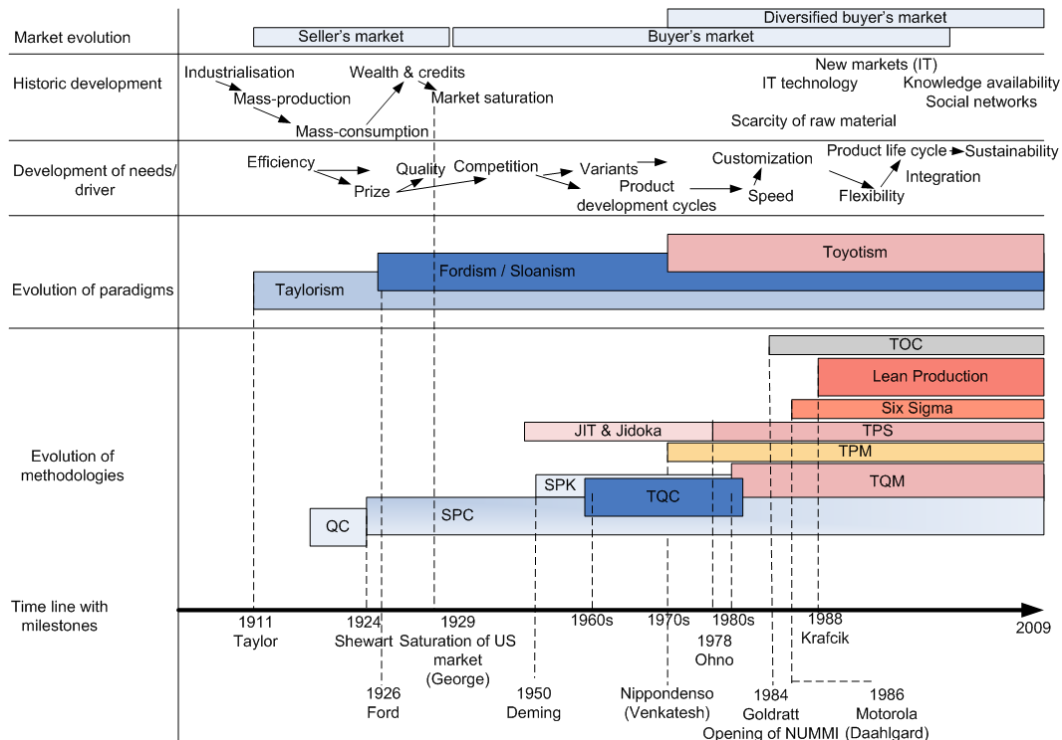 Market evolution
Seller's market
Buyer's market
Diversified buyer's market
Historic development
Industrialisation
Mass-production
Mass-consumption
Wealth & credits
Market saturation
New markets (IT)
IT technology
Knowledge availability
Social networks
Scarcity of raw material
Development of needs/
driver
Efficiency
Prize
Quality
Competition
Variants
Product
development cycles
Customization
Speed
Product life cycle
Sustainability
Integration
Flexibility
Evolution of paradigms
Taylorism
Fordism / Sloanism
Toyotism
Evolution of
methodologies
TOC
Lean Production
Six Sigma
JIT & Jidoka
TPS
TPM
SPK
TQC
TQM
QC
SPC
Time line with
milestones
1911
Taylor
1924
Shewart
1926
Ford
1929
Saturation of US
market
(George)
1950
Deming
1960s
1970s
Nippondenso
(Venkatesh)
1978
Ohno
1980s
1984
Goldratt
Opening of NUMMI
1986
Motorola
(Daahlgard)
1988
Krafcik
2009